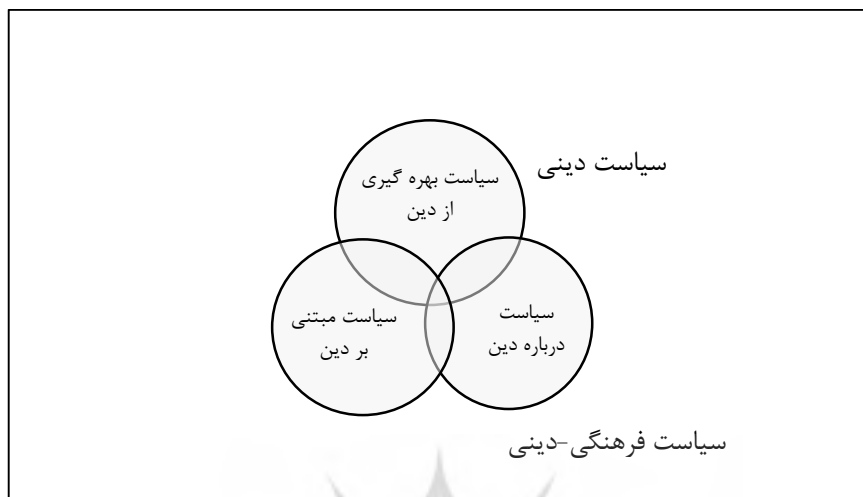 سیاست دینی
سیاست بهره گیری
از دین
سیاست
درباره دین
سیاست مبتنی
بر دین
سیاست فرهنگی-دینی